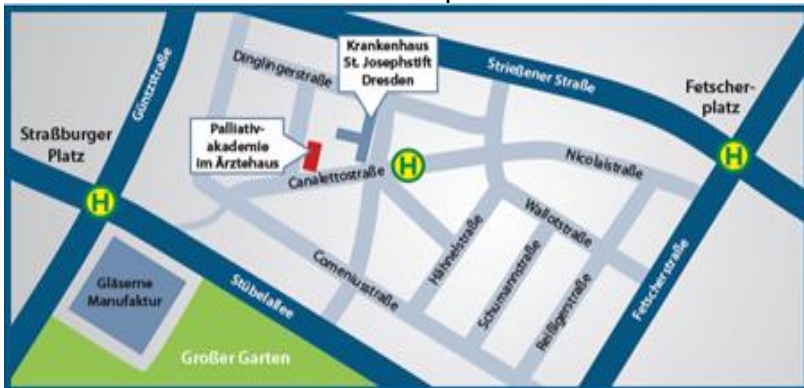 Krankenhaus
St. Josephstift
Dresden
Dinglingerstraße
Güntzstraße
Strießener Straße
Fetscher-
platz
Straßburger
Platz
Palliativ-
akademie
im Ärztehaus
H
H
H
Nicolaistraße
Canalettostraße
Wallotstraße
Hähnelstraße
Schumannstraße
Reißigerstraße
Fetscherstraße
Comeniusstraße
Stübelallee
Gläserne
Manufaktur
Großer Garten